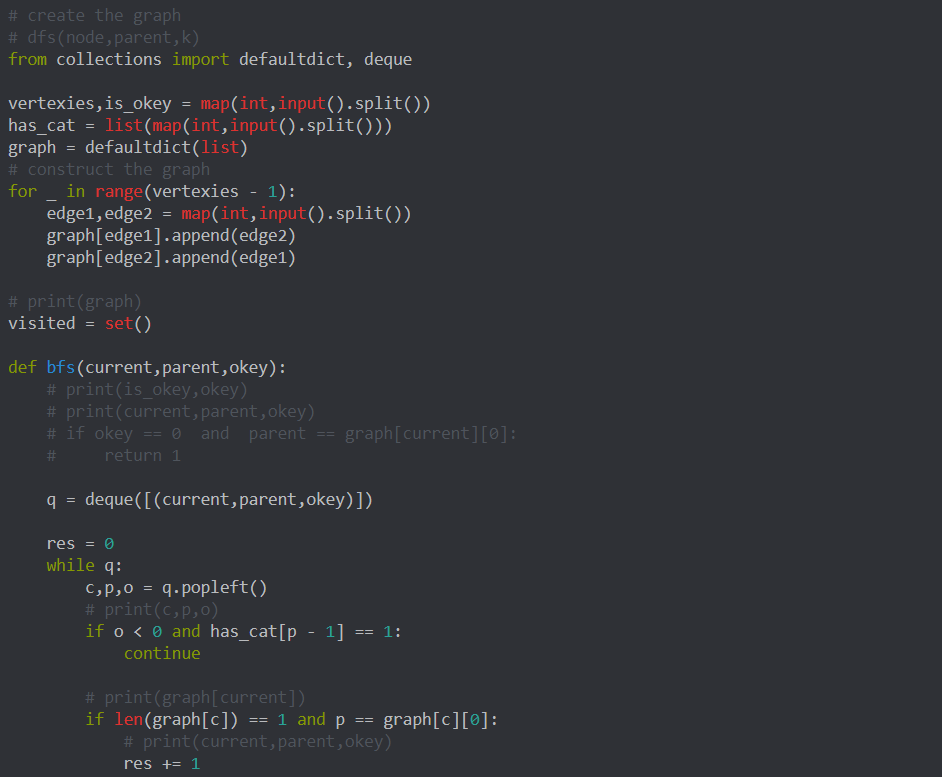 # create the graph
# dfs(node,parent,k)
from collections import defaultdict, deque

vertexies,is_okey = map(int,input().split())
has_cat = list(map(int,input().split()))
graph = defaultdict(list)
# construct the graph
for _ in range(vertexies - 1):
    edge1,edge2 = map(int,input().split())
    graph[edge1].append(edge2)
    graph[edge2].append(edge1)

# print(graph)
visited = set()

def bfs(current,parent,okey):
    # print(is_okey,okey)
    # print(current,parent,okey)
    # if okey == 0  and  parent == graph[current][0]:
    #     return 1

    q = deque([(current,parent,okey)])

    res = 0
    while q:
        c,p,o = q.popleft()
        # print(c,p,o)
        if o < 0 and has_cat[p - 1] == 1:
            continue

        # print(graph[current])
        if len(graph[c]) == 1 and p == graph[c][0]:
            # print(current,parent,okey)
            res += 1